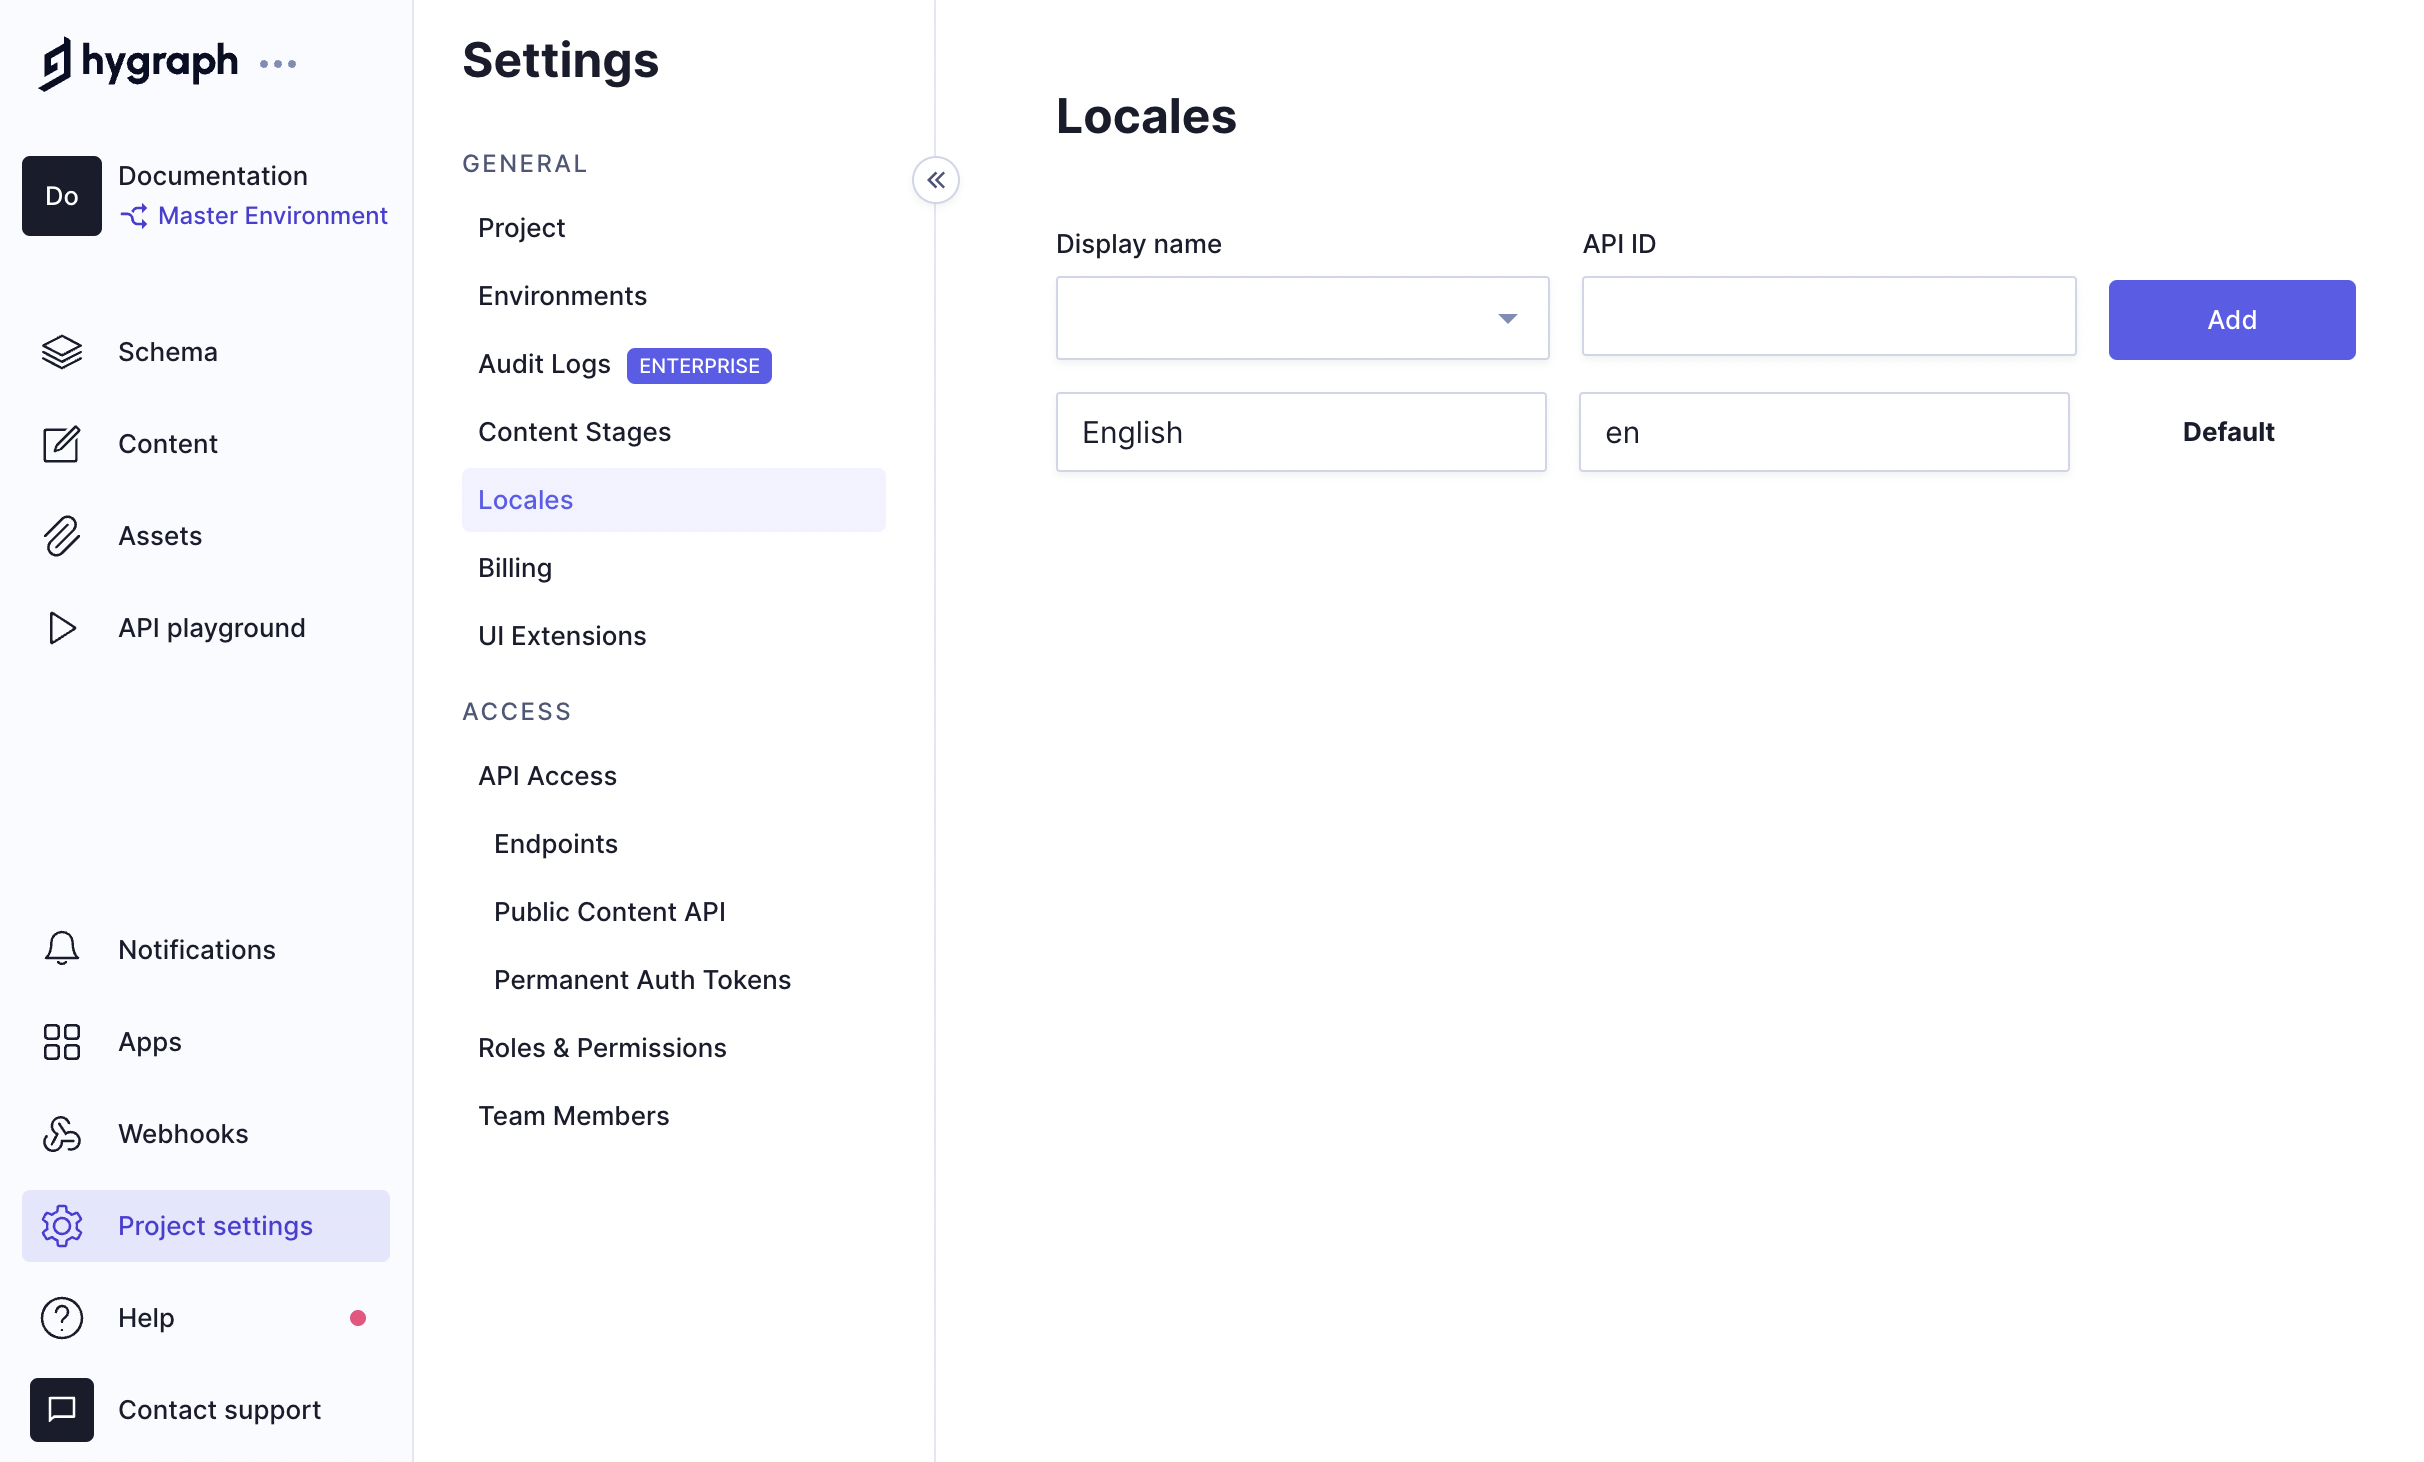 hygraph
Do
Documentation
Master Environment
Schema
Content
Assets
API playground
Notifications
Apps
Webhooks
Project settings
Help
Contact support
Settings
GENERAL
Project
Environments
Audit Logs ENTERPRISE
Content Stages
Locales
Billing
UI Extensions
ACCESS
API Access
Endpoints
Public Content API
Permanent Auth Tokens
Roles & Permissions
Team Members
Locales
Display name API ID
Add
English en Default